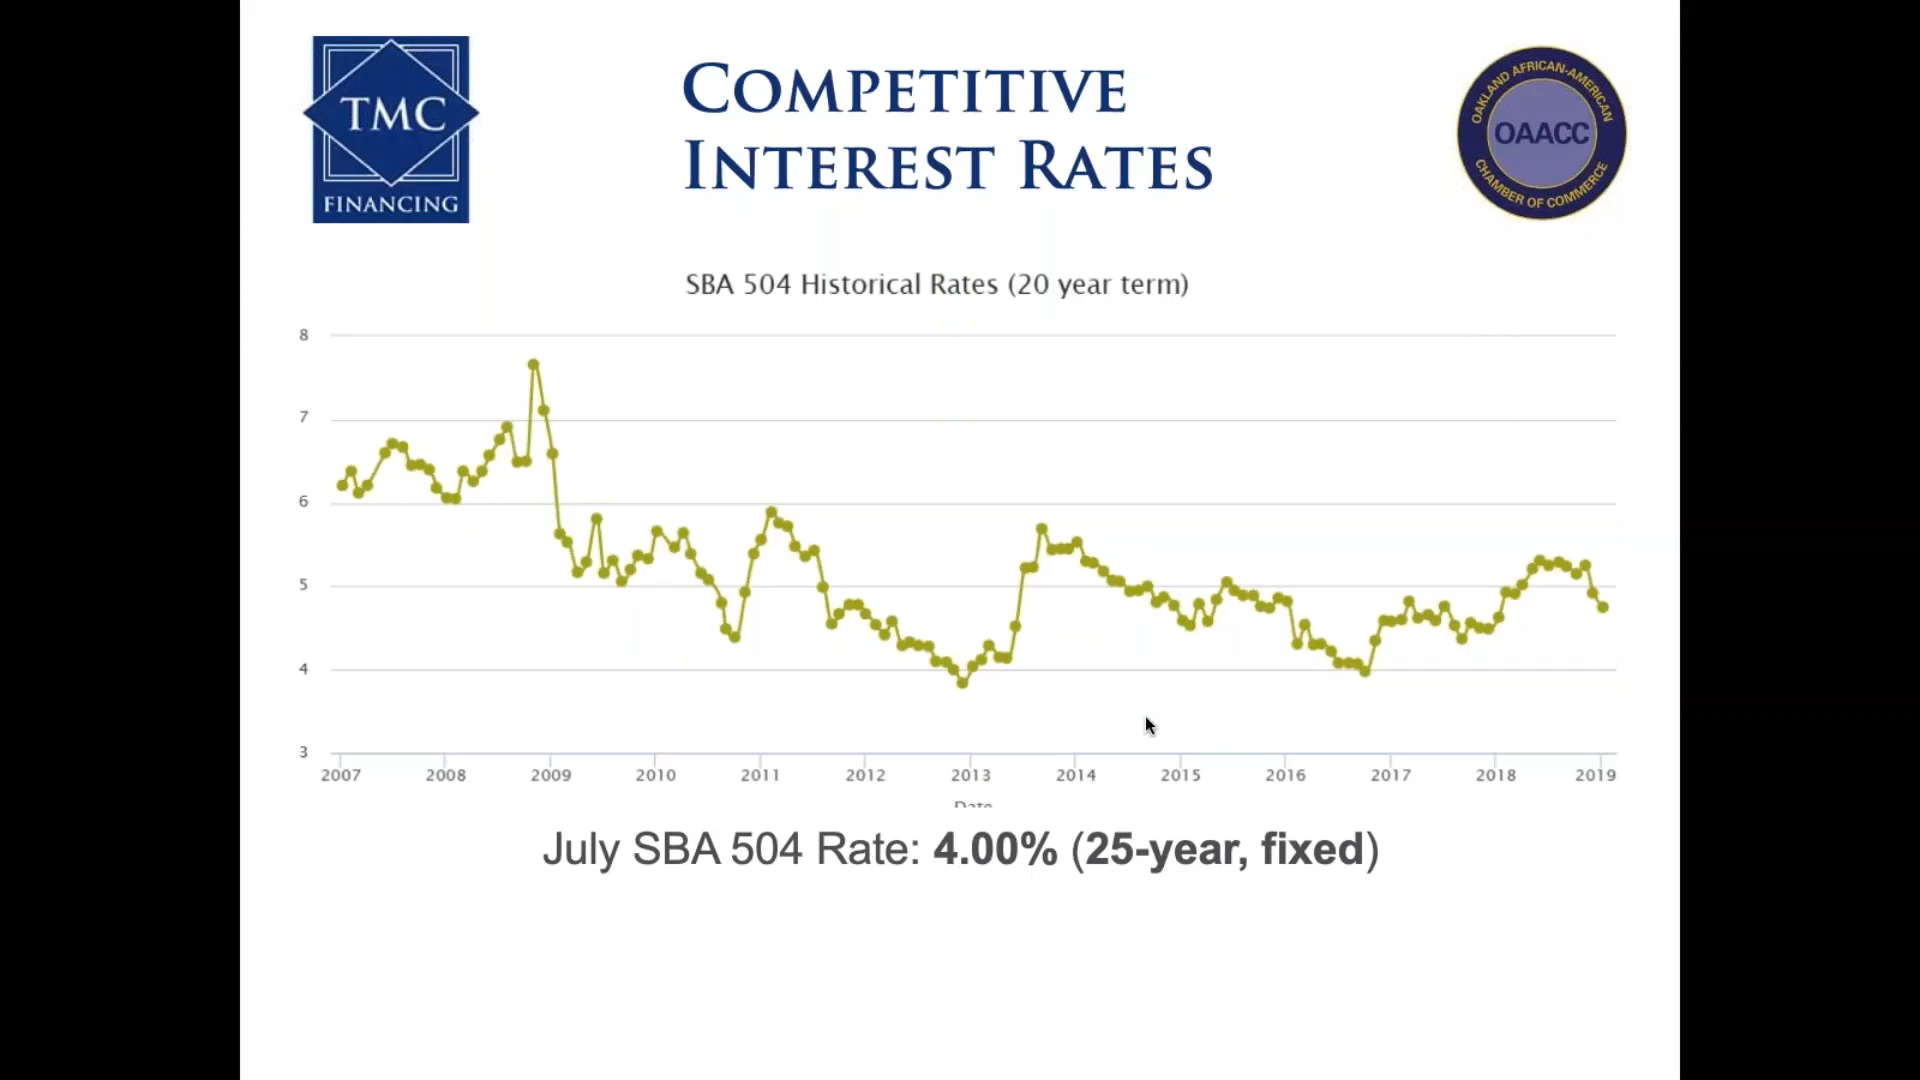 TMC
FINANCING
COMPETITIVE
INTEREST RATES
OAKLAND AFRICAN-AMERICAN
OAACC
CHAMBER OF COMMERCE
SBA 504 Historical Rates (20 year term)
8
7
6
5
4
3
2007 2008 2009 2010 2011 2012 2013 2014 2015 2016 2017 2018 2019
Date
July SBA 504 Rate: 4.00% (25-year, fixed)